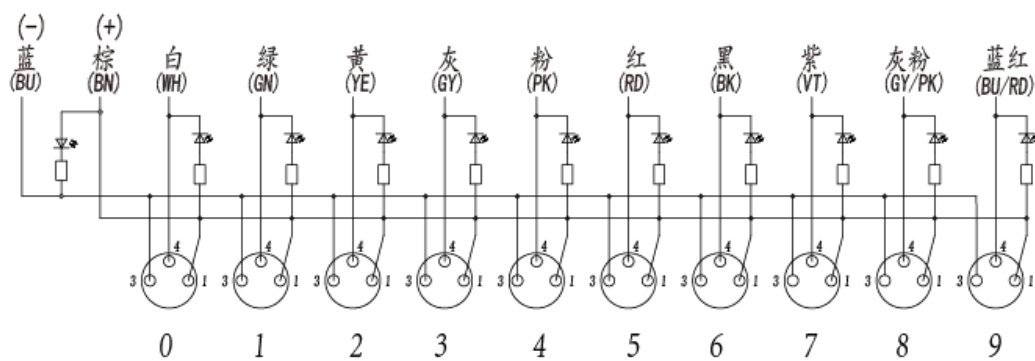 (-) (+)
蓝 棕 白 绿 黄 灰 粉 红 黑 紫 灰粉 蓝红
(BU) (BN) (WH) (GN) (YE) (GY) (PK) (RD) (BK) (VT) (GY/PK) (BU/RD)
4 4 4 4 4 4 4 4 4 4
3 1 3 1 3 1 3 1 3 1 3 1 3 1 3 1 3 1 3 1
0 1 2 3 4 5 6 7 8 9